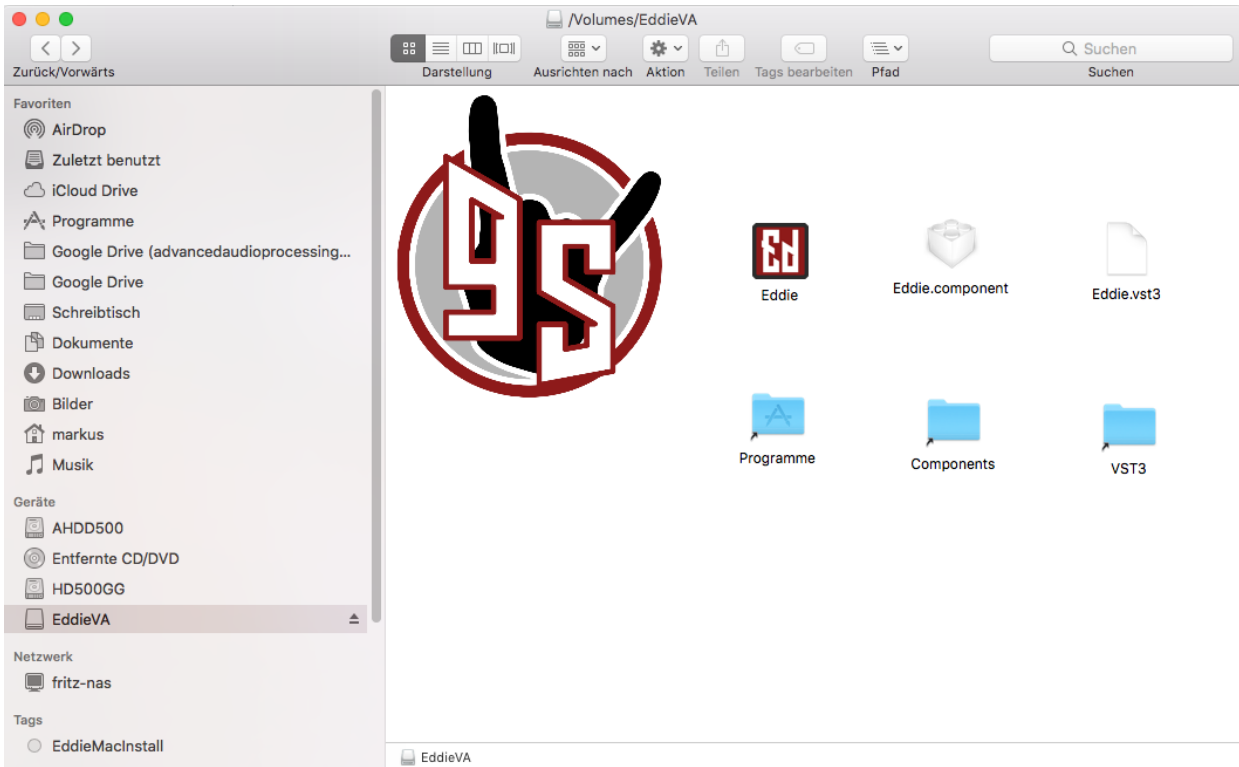 /Volumes/EddieVA
Suchen
Zurück/Vorwärts
Darstellung
Ausrichten nach
Aktion
Teilen
Tags bearbeiten
Pfad
Suchen
Favoriten
AirDrop
Zuletzt benutzt
iCloud Drive
Programme
Google Drive (advancedaudioprocessing...
Google Drive
Schreibtisch
Dokumente
Downloads
Bilder
markus
Musik
Geräte
AHDD500
Entfernte CD/DVD
HD500GG
EddieVA
Netzwerk
fritz-nas
Tags
EddieMacInstall
gs
Ed
Eddie
Eddie.component
Eddie.vst3
Programme
Components
VST3
EddieVA